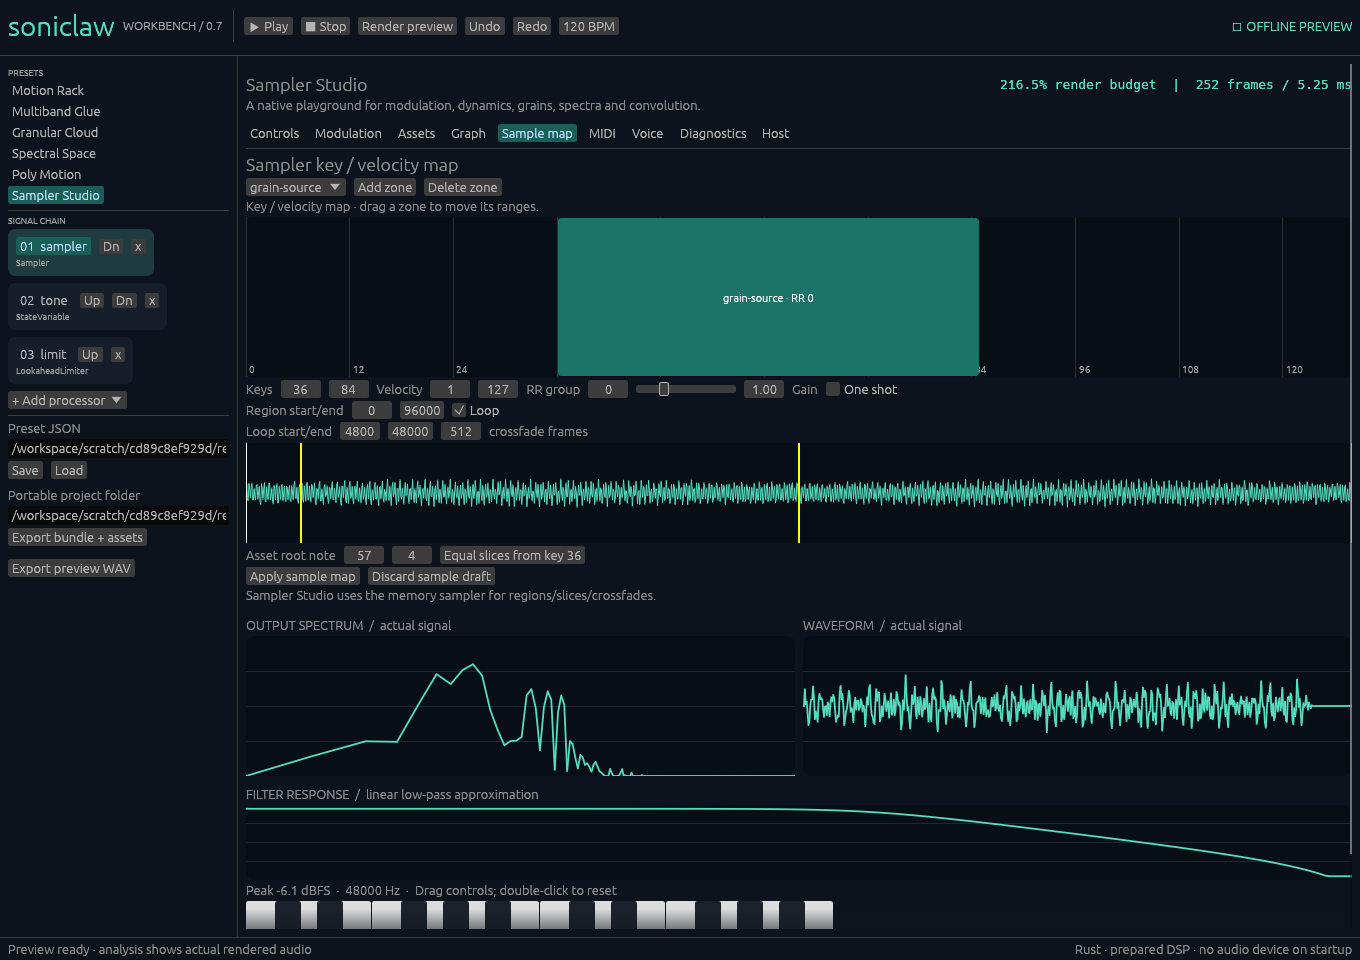 soniclaw WORKBENCH / 0.7 ▶ Play ■ Stop Render preview Undo Redo 120 BPM □ OFFLINE PREVIEW
PRESETS
Motion Rack
Multiband Glue
Granular Cloud
Spectral Space
Poly Motion
Sampler Studio
SIGNAL CHAIN
01 sampler Dn x
Sampler
02 tone Up Dn x
StateVariable
03 limit Up x
LookaheadLimiter
+ Add processor ▼
Preset JSON
/workspace/scratch/cd89c8ef929d/re
Save Load
Portable project folder
/workspace/scratch/cd89c8ef929d/re
Export bundle + assets
Export preview WAV
Sampler Studio 216.5% render budget | 252 frames / 5.25 ms
A native playground for modulation, dynamics, grains, spectra and convolution.
Controls Modulation Assets Graph Sample map MIDI Voice Diagnostics Host
Sampler key / velocity map
grain-source ▼ Add zone Delete zone
Key / velocity map · drag a zone to move its ranges.
grain-source · RR 0
0 12 24 84 96 108 120
Keys 36 84 Velocity 1 127 RR group 0 1.00 Gain One shot
Region start/end 0 96000 Loop
Loop start/end 4800 48000 512 crossfade frames
Asset root note 57 4 Equal slices from key 36
Apply sample map Discard sample draft
Sampler Studio uses the memory sampler for regions/slices/crossfades.
OUTPUT SPECTRUM / actual signal WAVEFORM / actual signal
FILTER RESPONSE / linear low-pass approximation
Peak -6.1 dBFS · 48000 Hz · Drag controls; double-click to reset
Preview ready · analysis shows actual rendered audio Rust · prepared DSP · no audio device on startup